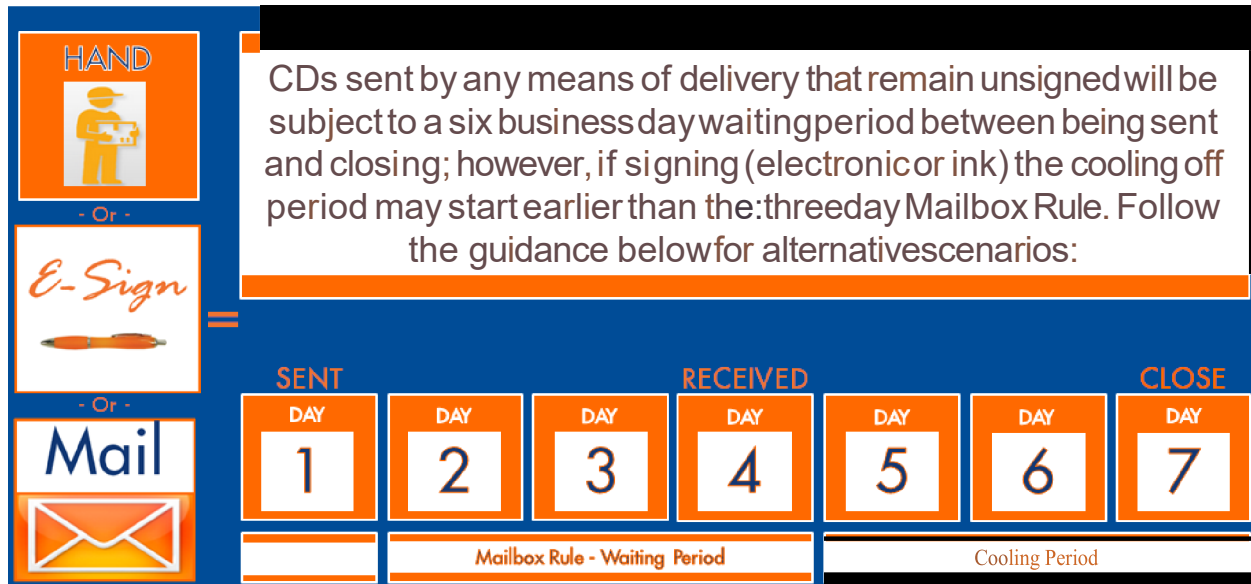 HAND
- Or -
E-Sign
- Or -
Mail
=
CDs sent by any means of delivery that remain unsigned will be
subject to a six business day waiting period between being sent
and closing; however, if signing (electronic or ink) the cooling off
period may start earlier than the:three day Mailbox Rule. Follow
the guidance below for alternative scenarios:
SENT RECEIVED CLOSE
DAY DAY DAY DAY DAY DAY DAY
1 2 3 4 5 6 7
Mailbox Rule - Waiting Period Cooling Period